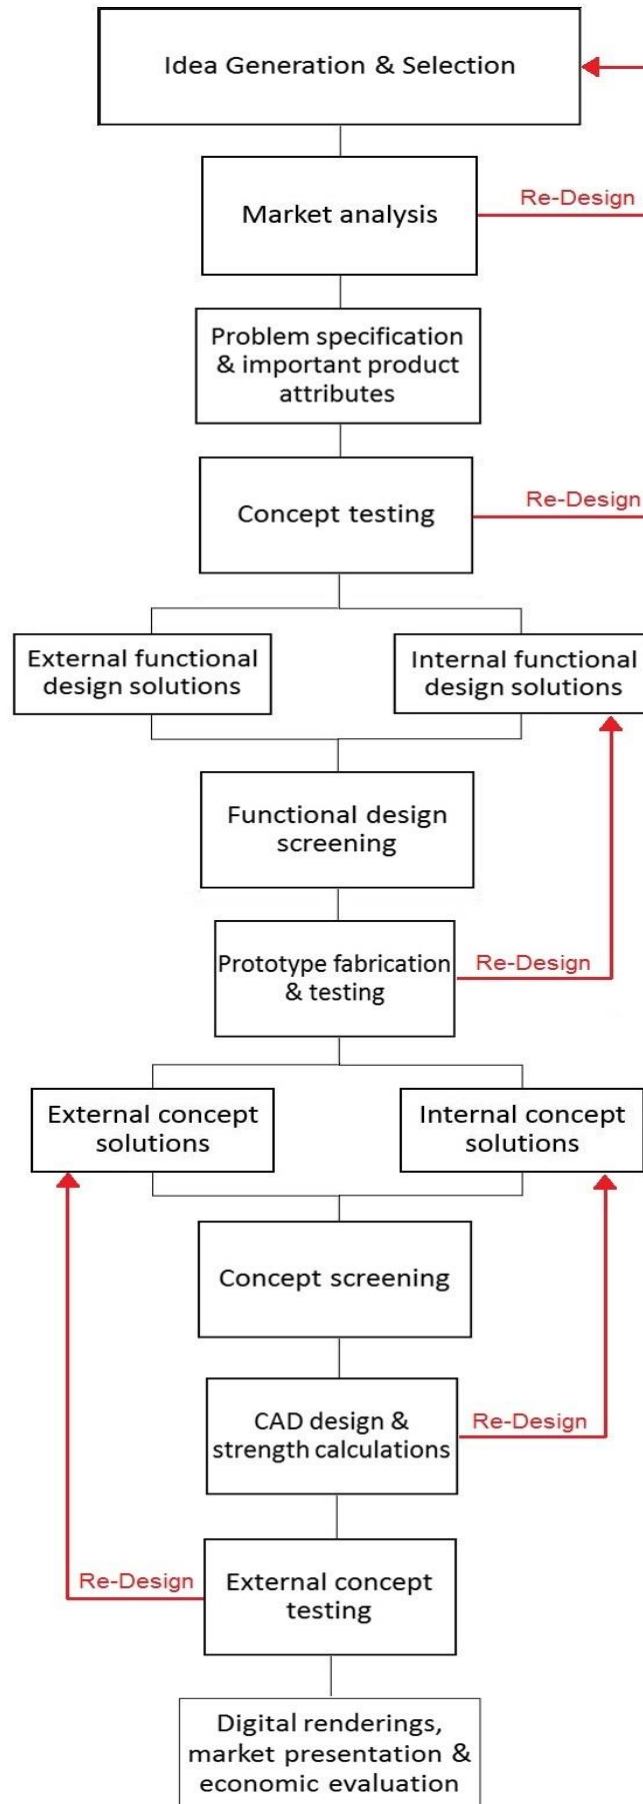 Idea Generation & Selection
Market analysis
Re-Design
Problem specification
& important product
attributes
Concept testing
Re-Design
External functional
design solutions
Internal functional
design solutions
Functional design
screening
Prototype fabrication
& testing
Re-Design
External concept
solutions
Internal concept
solutions
Concept screening
CAD design &
strength calculations
Re-Design
Re-Design
External concept
testing
Digital renderings,
market presentation &
economic evaluation